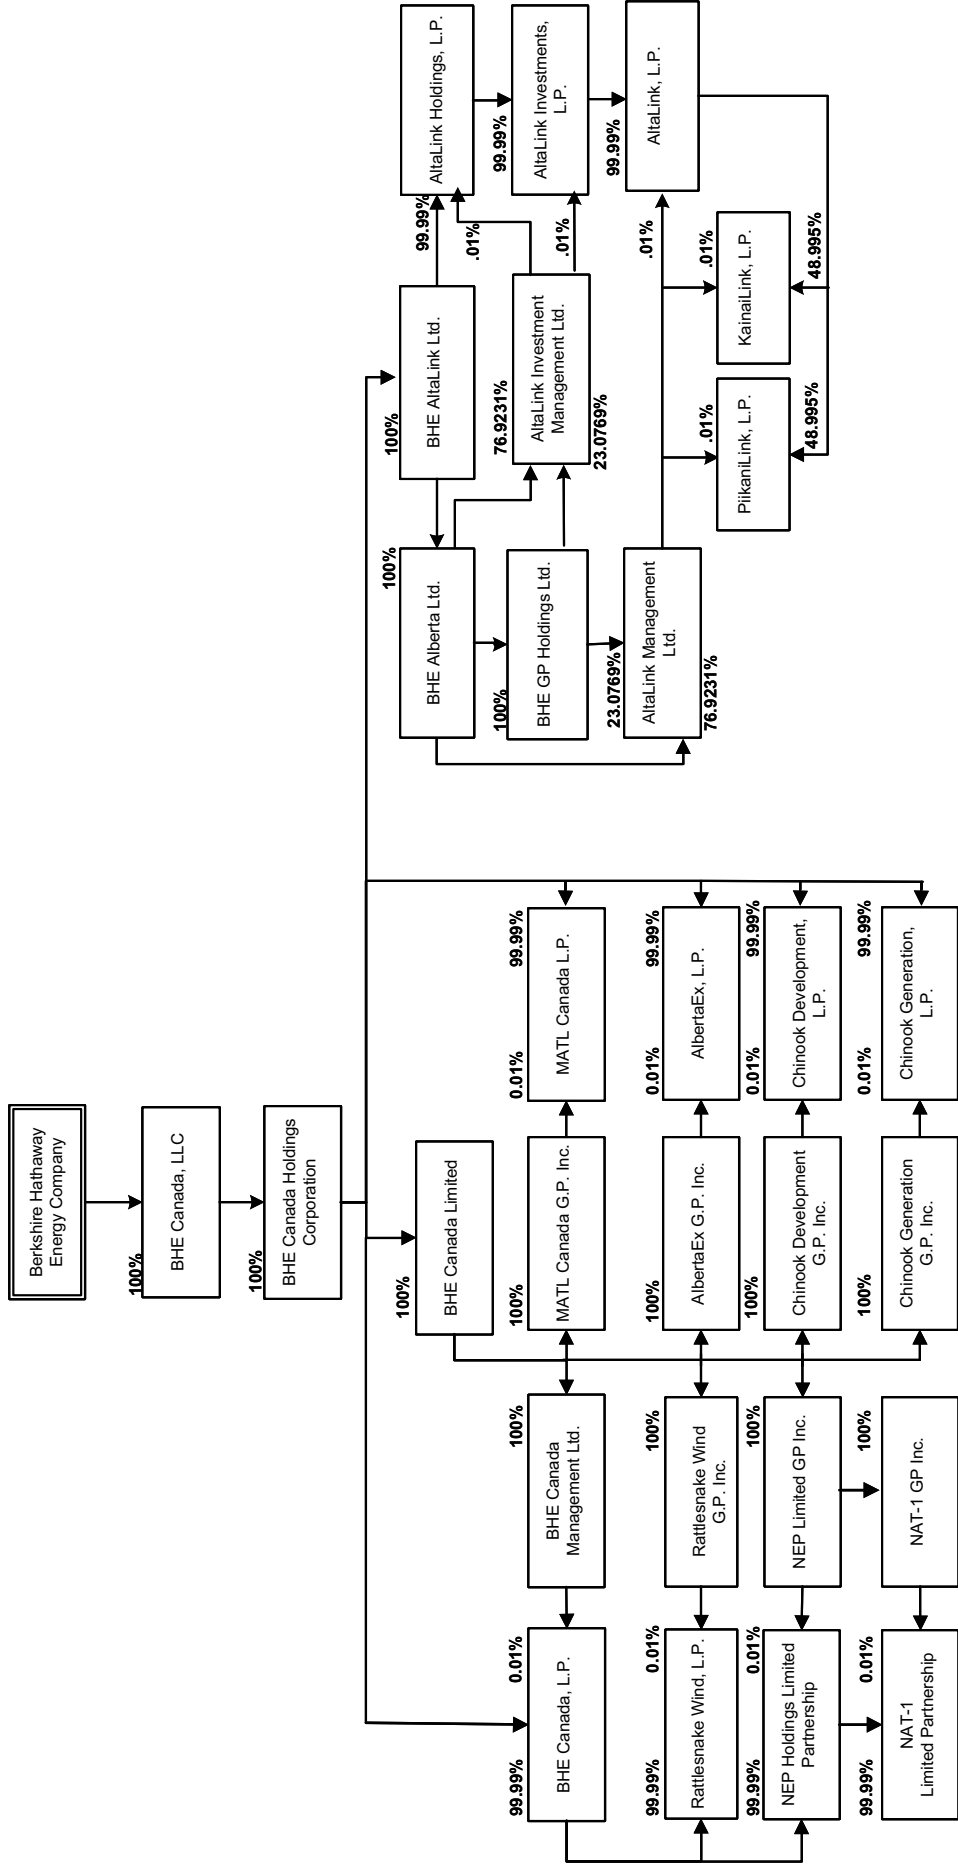 Berkshire Hathaway
Energy Company
100%
BHE Canada, LLC
100%
BHE Canada Holdings
Corporation
100%
BHE Canada Limited
99.99%
0.01%
BHE Canada, L.P.
100%
BHE Canada
Management Ltd.
100%
MATL Canada G.P. Inc.
0.01%
99.99%
MATL Canada L.P.
99.99%
0.01%
Rattlesnake Wind, L.P.
100%
Rattlesnake Wind
G.P. Inc.
100%
AlbertaEx G.P. Inc.
0.01%
99.99%
AlbertaEx, L.P.
99.99%
0.01%
NEP Holdings Limited
Partnership
100%
NEP Limited GP Inc.
100%
Chinook Development
G.P. Inc.
0.01%
99.99%
Chinook Development,
L.P.
99.99%
0.01%
NAT-1
Limited Partnership
100%
NAT-1 GP Inc.
100%
Chinook Generation
G.P. Inc.
0.01%
99.99%
Chinook Generation,
L.P.
100%
BHE Alberta Ltd.
100%
BHE AltaLink Ltd.
99.99%
AltaLink Holdings, L.P.
.01%
100%
BHE GP Holdings Ltd.
76.9231%
AltaLink Investment
Management Ltd.
23.0769%
99.99%
AltaLink Investments,
L.P.
.01%
23.0769%
AltaLink Management
Ltd.
76.9231%
99.99%
AltaLink, L.P.
.01%
.01%
PiikaniLink, L.P.
48.995%
.01%
KainaiLink, L.P.
48.995%